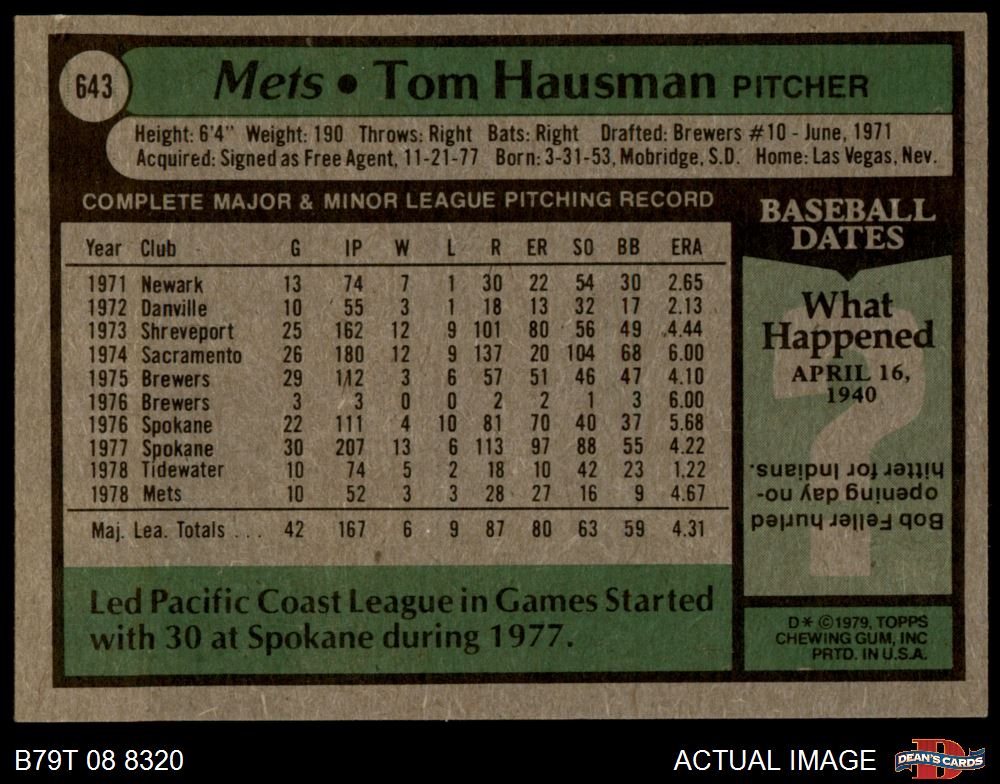 643
Mets • Tom Hausman PITCHER
Height: 6'4" Weight: 190 Throws: Right Bats: Right Drafted: Brewers #10 - June, 1971
Acquired: Signed as Free Agent, 11-21-77 Born: 3-31-53, Mobridge, S.D. Home: Las Vegas, Nev.
COMPLETE MAJOR & MINOR LEAGUE PITCHING RECORD
Year Club G IP W L R ER SO BB ERA
1971 Newark 13 74 7 1 30 22 54 30 2.65
1972 Danville 10 55 3 1 18 13 32 17 2.13
1973 Shreveport 25 162 12 9 101 80 56 49 4.44
1974 Sacramento 26 180 12 9 137 20 104 68 6.00
1975 Brewers 29 112 3 6 57 51 46 47 4.10
1976 Brewers 3 3 0 0 2 2 1 3 6.00
1976 Spokane 22 111 4 10 81 70 40 37 5.68
1977 Spokane 30 207 13 6 113 97 88 55 4.22
1978 Tidewater 10 74 5 2 18 10 42 23 1.22
1978 Mets 10 52 3 3 28 27 16 9 4.67
Maj. Lea. Totals . . . 42 167 6 9 87 80 63 59 4.31
Led Pacific Coast League in Games Started
with 30 at Spokane during 1977.
BASEBALL
DATES
What
Happened
APRIL 16,
1940
?
Bob Feller hurled
opening day no-
hitter for Indians.
D* ©1979, TOPPS
CHEWING GUM, INC
PRTD. IN U.S.A.
B79T 08 8320
ACTUAL IMAGE
D
DEAN'S CARDS